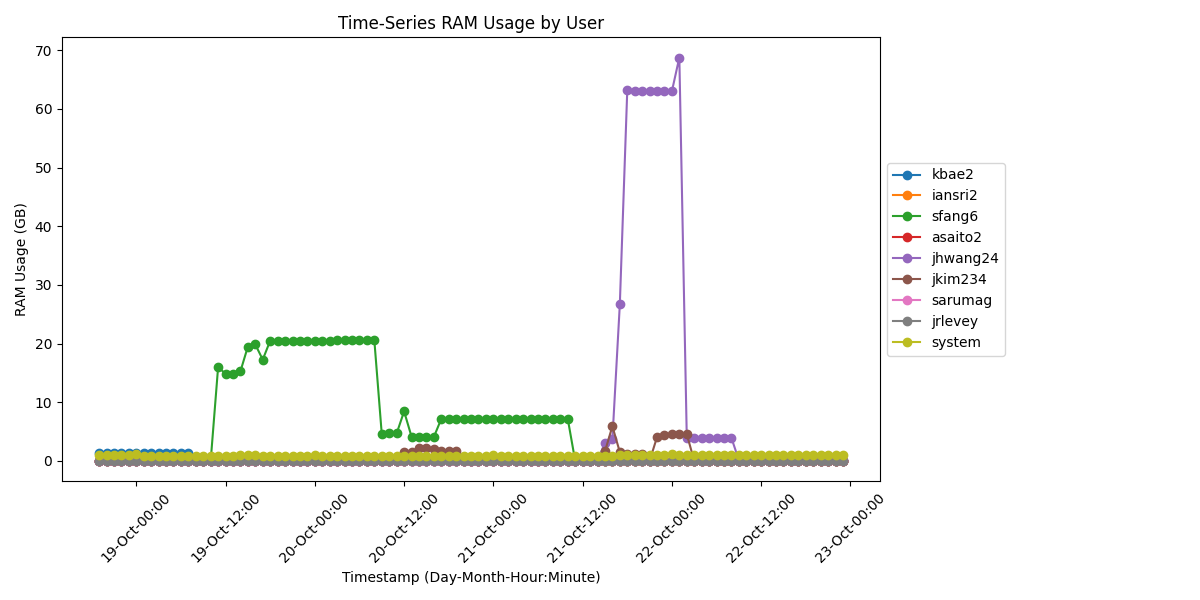 Time-Series RAM Usage by User
70
60
50
40
30
20
10
0
RAM Usage (GB)
19-Oct-00:00
19-Oct-12:00
20-Oct-00:00
20-Oct-12:00
21-Oct-00:00
21-Oct-12:00
22-Oct-00:00
22-Oct-12:00
23-Oct-00:00
Timestamp (Day-Month-Hour:Minute)
kbae2
iansri2
sfang6
asaito2
jhwang24
jkim234
sarumag
jrlevey
system